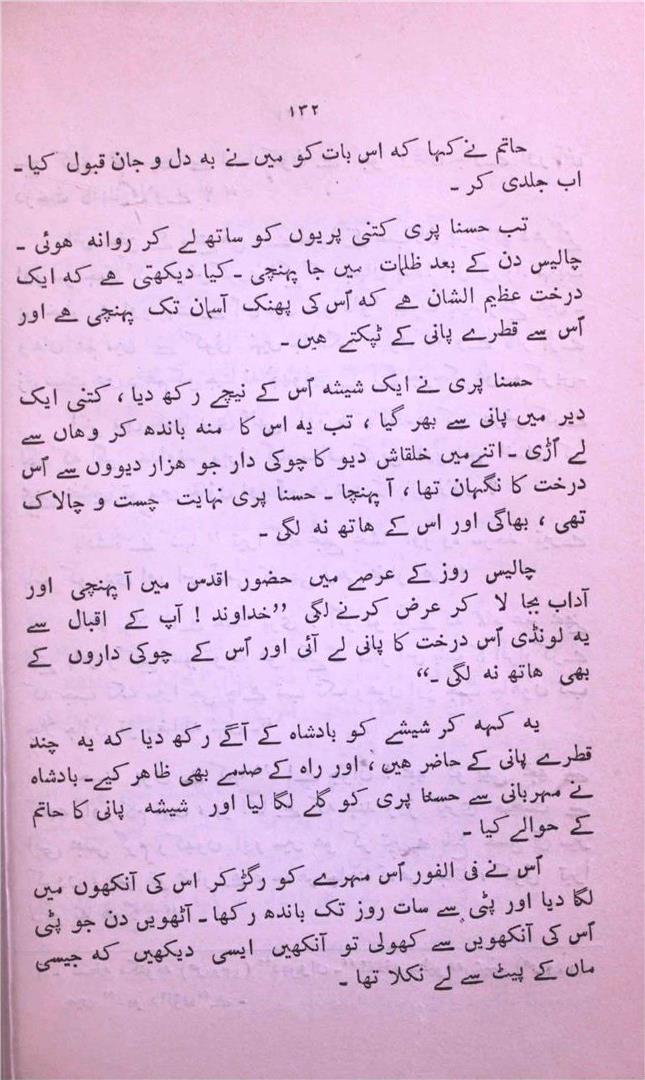 ۱۳۲
حاتم نے کہا کہ اس بات کو میں نے بہ دل و جان قبول کیا ۔
اب جلدی کر ۔
تب حسنا پری کتنی پریوں کو ساتھ لے کر روانہ ہوئی ۔
چالیس دن کے بعد ظلمات میں جا پہنچی ۔ کیا دیکھتی ہے کہ ایک
درخت عظیم الشان ہے کہ اُس کی پھنک آسمان تک پہنچی ہے اور
اُس سے قطرے پانی کے ٹپکتے ہیں ۔
حسنا پری نے ایک شیشہ اُس کے نیچے رکھ دیا ، کتنی ایک
دیر میں پانی سے بھر گیا ، تب یہ اس کا منہ باندھ کر وہاں سے
لے اُڑی ۔ اتنے میں خلقاش دیو کا چوکی دار جو ہزار دیووں سے اُس
درخت کا نگہبان تھا ، آ پہنچا ۔ حسنا پری نہایت چست و چالاک
تھی ، بھاگی اور اس کے ہاتھ نہ لگی ۔
چالیس روز کے عرصے میں حضور اقدس میں آ پہنچی اور
آداب بجا لا کر عرض کرنے لگی ”خداوند ! آپ کے اقبال سے
یہ لونڈی اُس درخت کا پانی لے آئی اور اس کے چوکی داروں کے
بھی ہاتھ نہ لگی ۔“
یہ کہہ کر شیشے کو بادشاہ کے آگے رکھ دیا کہ یہ چند
قطرے پانی کے حاضر ہیں ، اور راہ کے صدمے بھی ظاہر کیے۔ بادشاہ
نے مہربانی سے حسنا پری کو گلے لگا لیا اور شیشہ پانی کا حاتم
کے حوالے کیا ۔
اُس نے فی الفور اُس مہرے کو رگڑ کر اس کی آنکھوں میں
لگا دیا اور پٹی سے سات روز تک باندھ رکھا ۔ آٹھویں دن جو پٹی
اُس کی آنکھویں سے کھولی تو آنکھیں ایسی دیکھیں کہ جیسی
ماں کے پیٹ سے لے نکلا تھا ۔